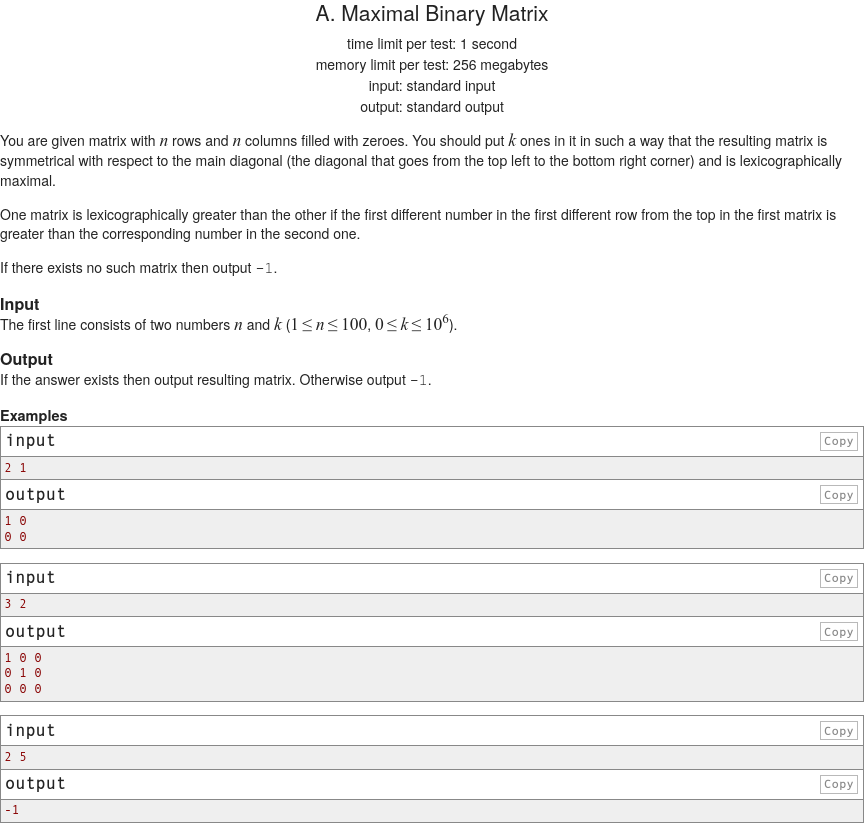 A. Maximal Binary Matrix
time limit per test: 1 second
memory limit per test: 256 megabytes
input: standard input
output: standard output
You are given matrix with n rows and n columns filled with zeroes. You should put k ones in it in such a way that the resulting matrix is
symmetrical with respect to the main diagonal (the diagonal that goes from the top left to the bottom right corner) and is lexicographically
maximal.
One matrix is lexicographically greater than the other if the first different number in the first different row from the top in the first matrix is
greater than the corresponding number in the second one.
If there exists no such matrix then output -1.
Input
The first line consists of two numbers n and k (1 ≤ n ≤ 100, 0 ≤ k ≤ 10⁶).
Output
If the answer exists then output resulting matrix. Otherwise output -1.
Examples
input Copy
2 1
output Copy
1 0
0 0
input Copy
3 2
output Copy
1 0 0
0 1 0
0 0 0
input Copy
2 5
output Copy
-1